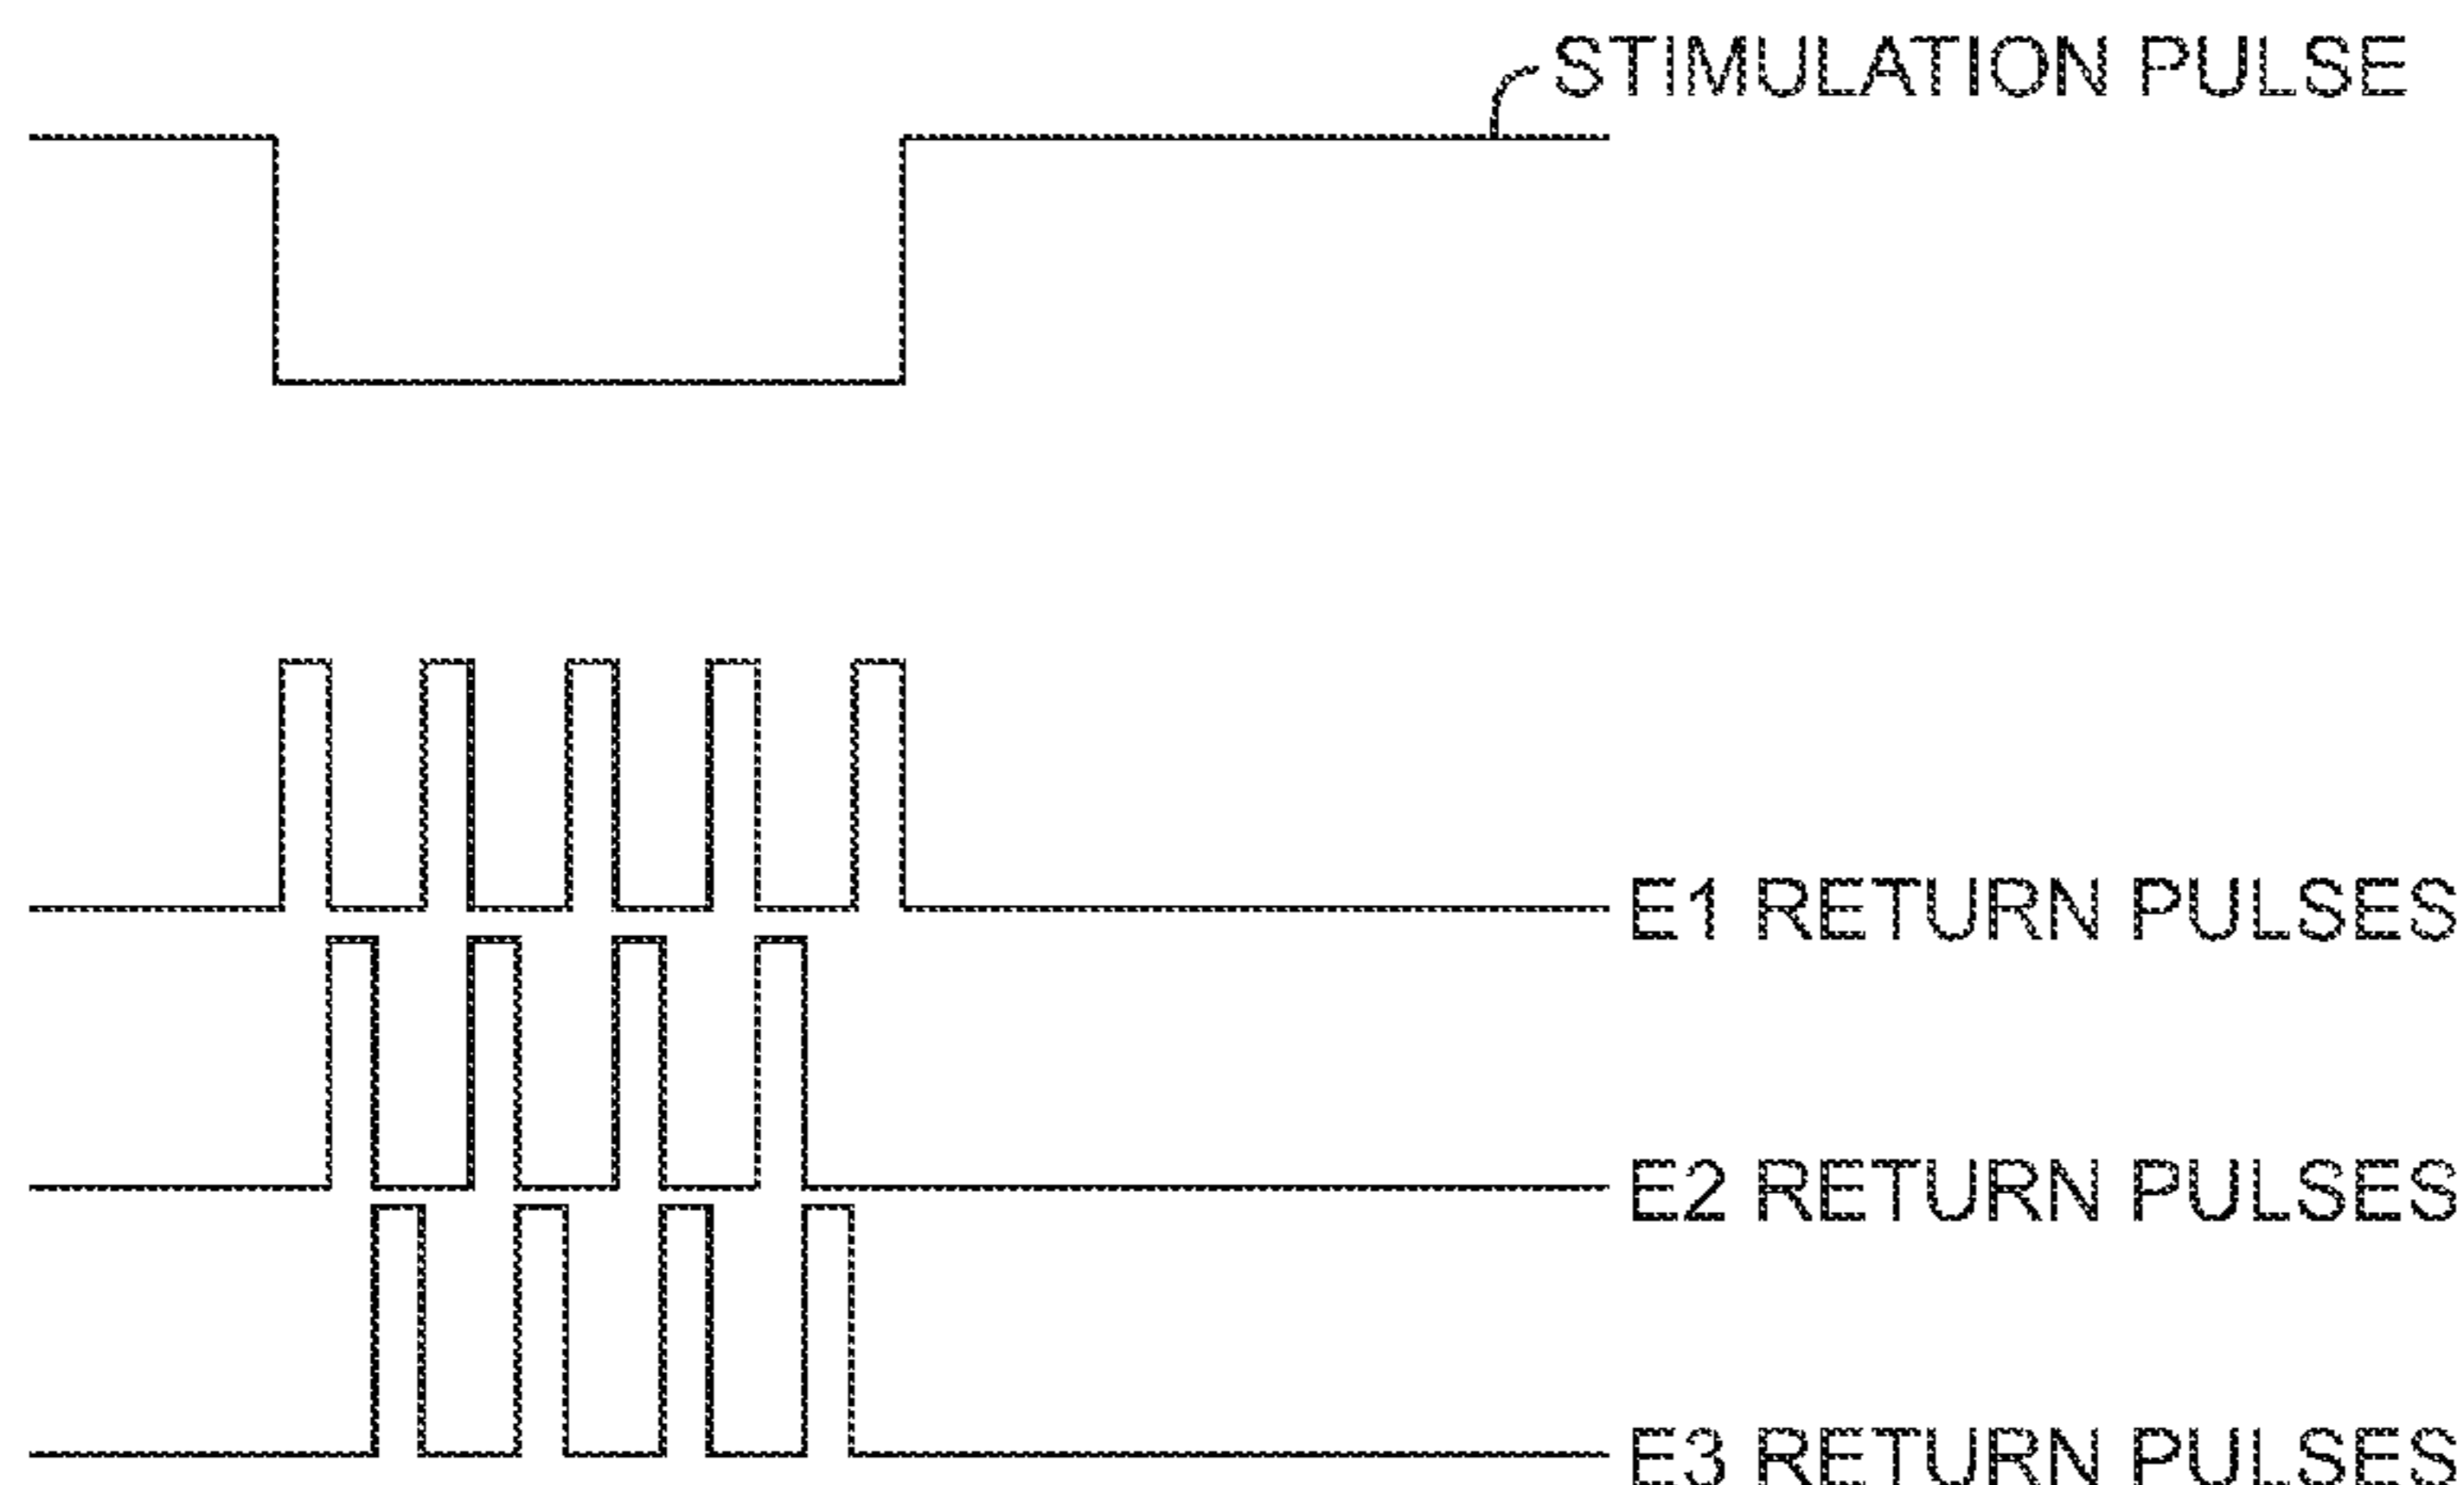 STIMULATION PULSE
E1 RETURN PULSES
E2 RETURN PULSES
E3 RETURN PULSES